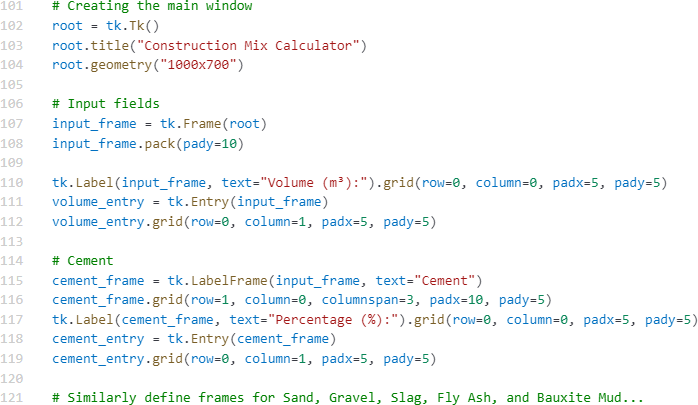 101 # Creating the main window
102 root = tk.Tk()
103 root.title("Construction Mix Calculator")
104 root.geometry("1000x700")
105
106 # Input fields
107 input_frame = tk.Frame(root)
108 input_frame.pack(pady=10)
109
110 tk.Label(input_frame, text="Volume (m³):").grid(row=0, column=0, padx=5, pady=5)
111 volume_entry = tk.Entry(input_frame)
112 volume_entry.grid(row=0, column=1, padx=5, pady=5)
113
114 # Cement
115 cement_frame = tk.LabelFrame(input_frame, text="Cement")
116 cement_frame.grid(row=1, column=0, columnspan=3, padx=10, pady=5)
117 tk.Label(cement_frame, text="Percentage (%):").grid(row=0, column=0, padx=5, pady=5)
118 cement_entry = tk.Entry(cement_frame)
119 cement_entry.grid(row=0, column=1, padx=5, pady=5)
120
121 # Similarly define frames for Sand, Gravel, Slag, Fly Ash, and Bauxite Mud...